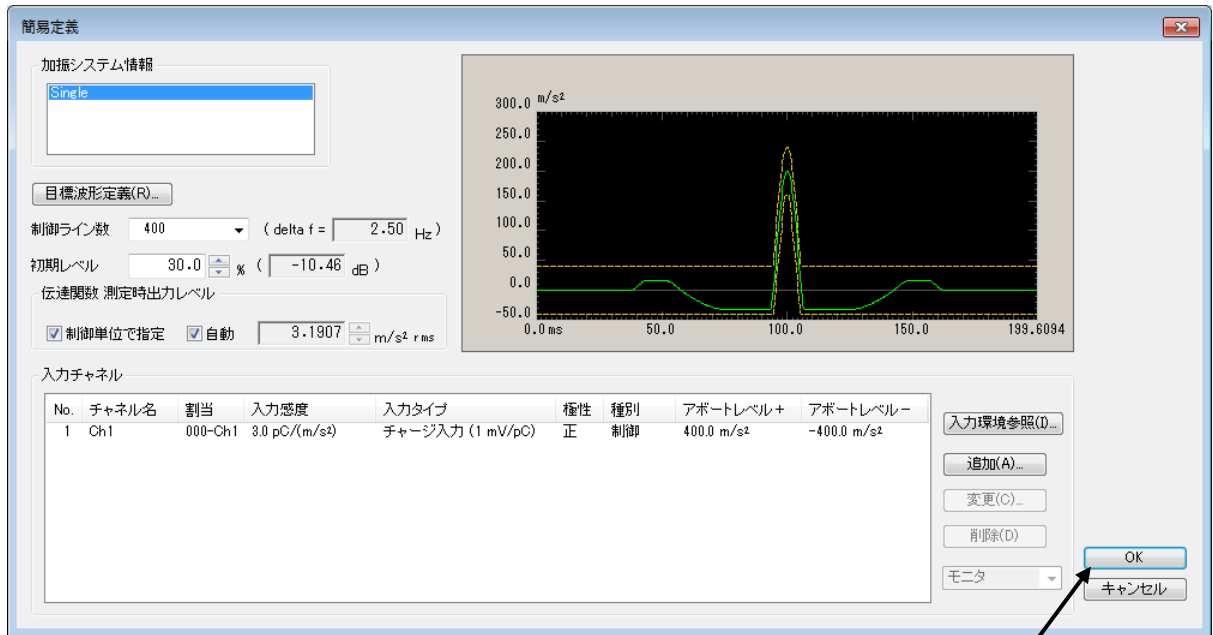 簡易定義
加振システム情報
Single
目標波形定義(R)...
制御ライン数 400 ( delta f = 2.50 Hz )
初期レベル 30.0 % ( -10.46 dB )
伝達関数 測定時出力レベル
制御単位で指定 自動 3.1907 m/s² rms
300.0 m/s²
250.0
200.0
150.0
100.0
50.0
0.0
-50.0
0.0 ms 50.0 100.0 150.0 199.6094
入力チャネル
No. チャネル名 割当 入力感度 入力タイプ 極性 種別 アボートレベル+ アボートレベル-
1 Ch1 000-Ch1 3.0 pC/(m/s²) チャージ入力 (1 mV/pC) 正 制御 400.0 m/s² -400.0 m/s²
入力環境参照(I)...
追加(A)...
変更(C)...
削除(D)
モニタ
OK
キャンセル